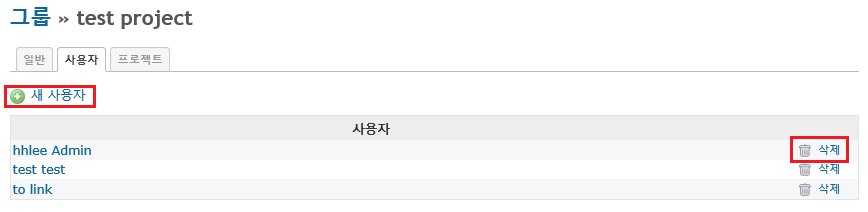 그룹 » test project
일반 사용자 프로젝트
새 사용자
사용자
hhlee Admin 삭제
test test 삭제
to link 삭제